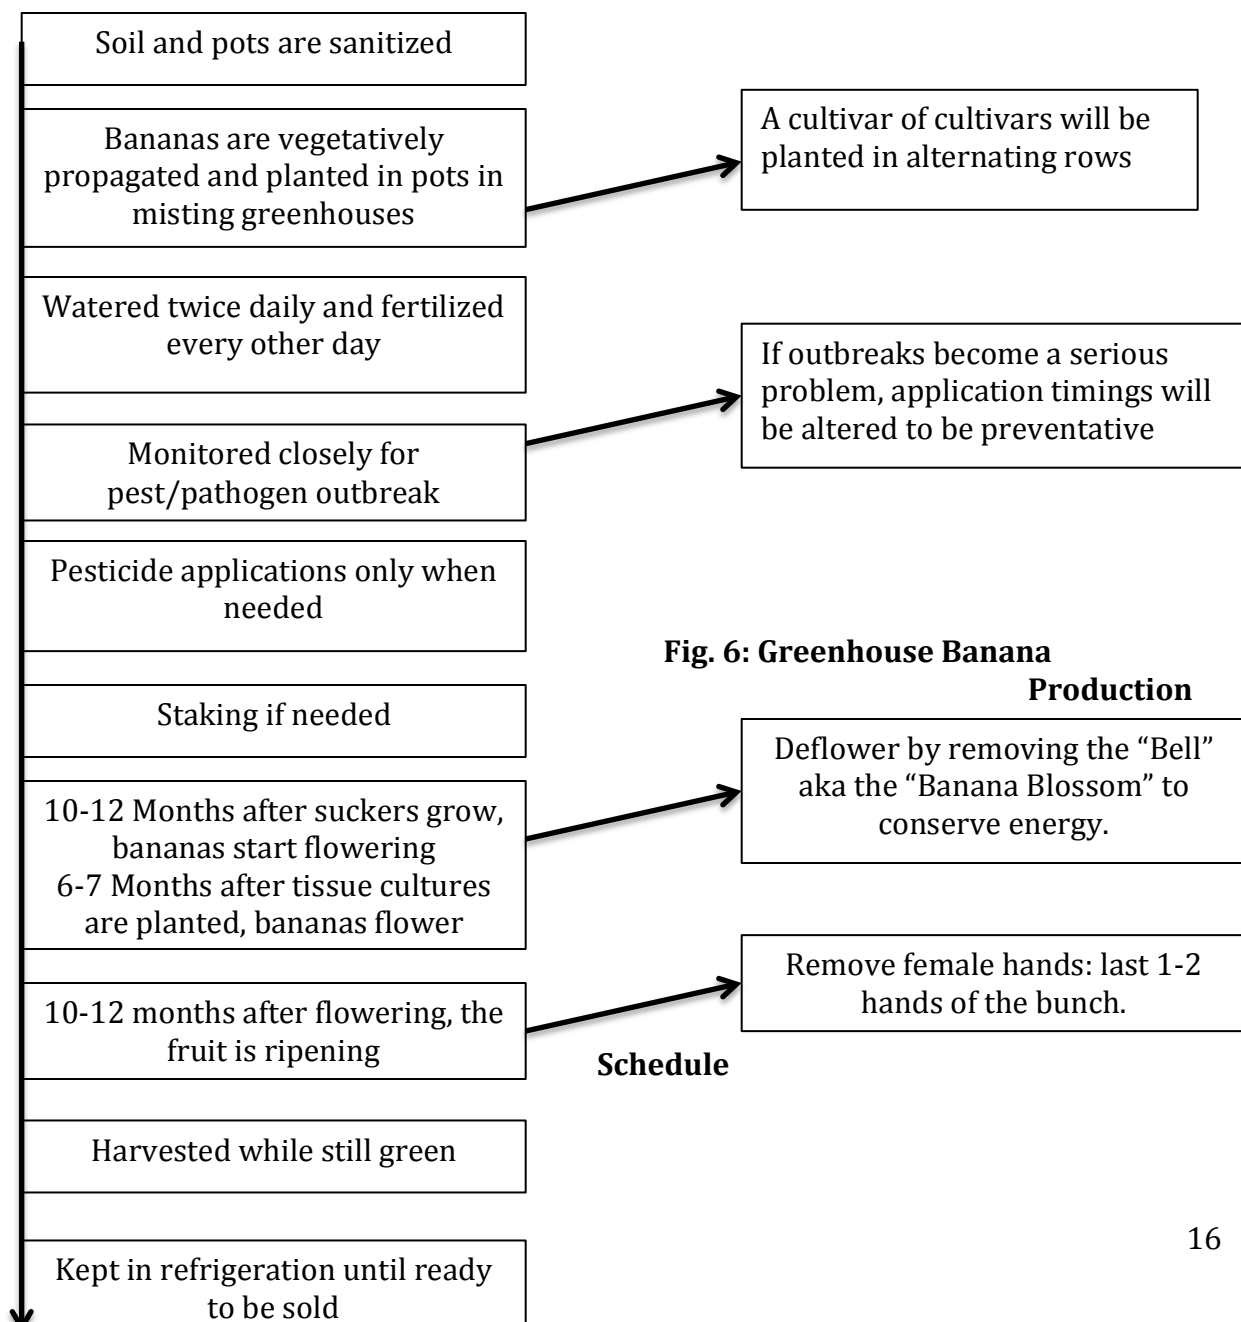 Soil and pots are sanitized
Bananas are vegetatively
propagated and planted in pots in
misting greenhouses
A cultivar of cultivars will be
planted in alternating rows
Watered twice daily and fertilized
every other day
If outbreaks become a serious
problem, application timings will
be altered to be preventative
Monitored closely for
pest/pathogen outbreak
Pesticide applications only when
needed
Fig. 6: Greenhouse Banana
Production
Staking if needed
Deflower by removing the “Bell”
aka the “Banana Blossom” to
conserve energy.
10-12 Months after suckers grow,
bananas start flowering
6-7 Months after tissue cultures
are planted, bananas flower
Remove female hands: last 1-2
hands of the bunch.
10-12 months after flowering, the
fruit is ripening
Schedule
Harvested while still green
16
Kept in refrigeration until ready
to be sold